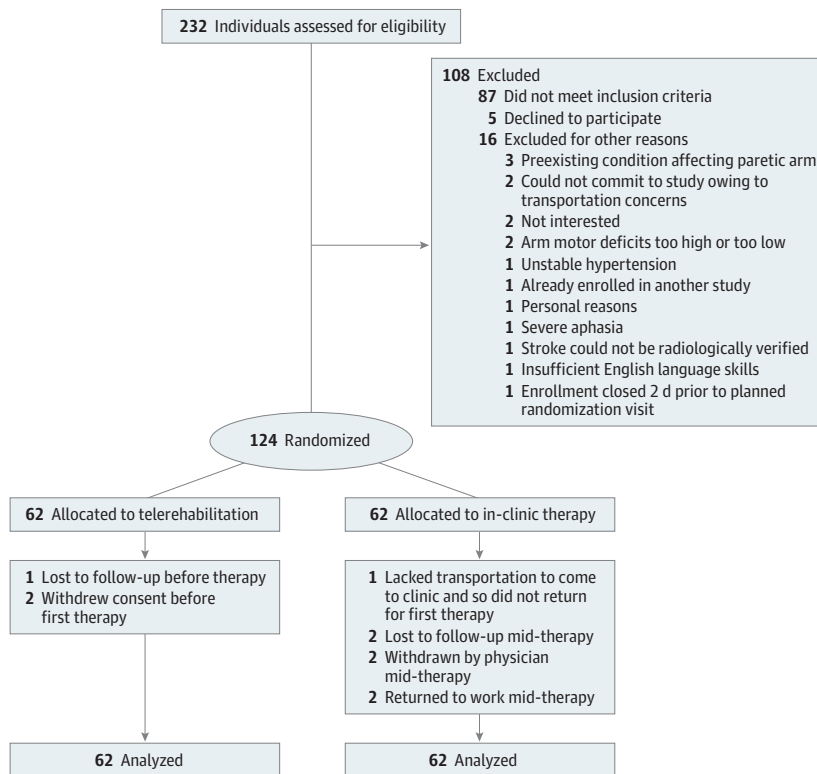 232 Individuals assessed for eligibility
108 Excluded
87 Did not meet inclusion criteria
5 Declined to participate
16 Excluded for other reasons
3 Preexisting condition affecting paretic arm
2 Could not commit to study owing to
transportation concerns
2 Not interested
2 Arm motor deficits too high or too low
1 Unstable hypertension
1 Already enrolled in another study
1 Personal reasons
1 Severe aphasia
1 Stroke could not be radiologically verified
1 Insufficient English language skills
1 Enrollment closed 2 d prior to planned
randomization visit
124 Randomized
62 Allocated to telerehabilitation
1 Lost to follow-up before therapy
2 Withdrew consent before
first therapy
62 Analyzed
62 Allocated to in-clinic therapy
1 Lacked transportation to come
to clinic and so did not return
for first therapy
2 Lost to follow-up mid-therapy
2 Withdrawn by physician
mid-therapy
2 Returned to work mid-therapy
62 Analyzed